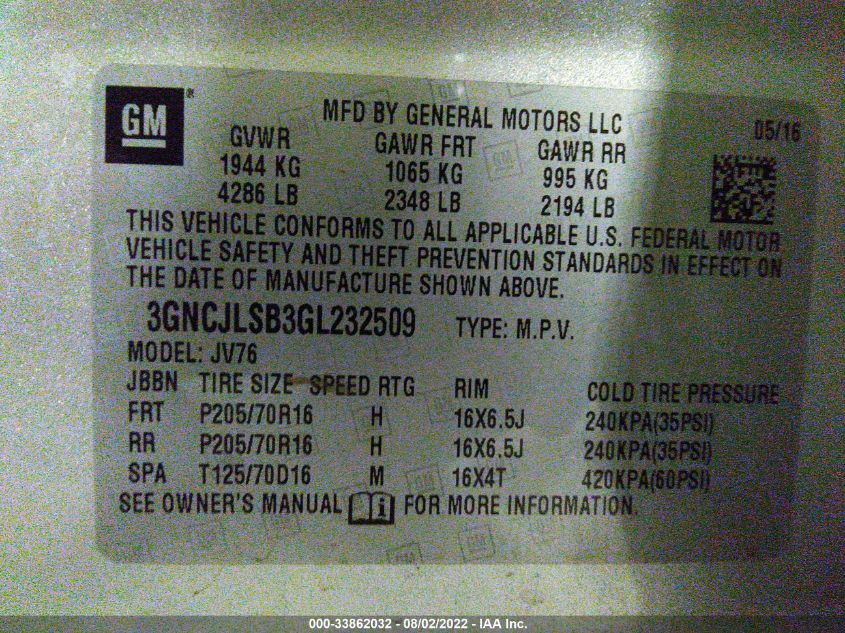 GM®
MFD BY GENERAL MOTORS LLC
05/16
GVWR GAWR FRT GAWR RR
1944 KG 1065 KG 995 KG
4286 LB 2348 LB 2194 LB
THIS VEHICLE CONFORMS TO ALL APPLICABLE U.S. FEDERAL MOTOR
VEHICLE SAFETY AND THEFT PREVENTION STANDARDS IN EFFECT ON
THE DATE OF MANUFACTURE SHOWN ABOVE.
3GNCJLSB3GL232509 TYPE: M.P.V.
MODEL: JV76
JBBN TIRE SIZE SPEED RTG RIM COLD TIRE PRESSURE
FRT P205/70R16 H 16X6.5J 240KPA(35PSI)
RR P205/70R16 H 16X6.5J 240KPA(35PSI)
SPA T125/70D16 M 16X4T 420KPA(60PSI)
SEE OWNER'S MANUAL i FOR MORE INFORMATION.
000-33862032 - 08/02/2022 - IAA Inc.